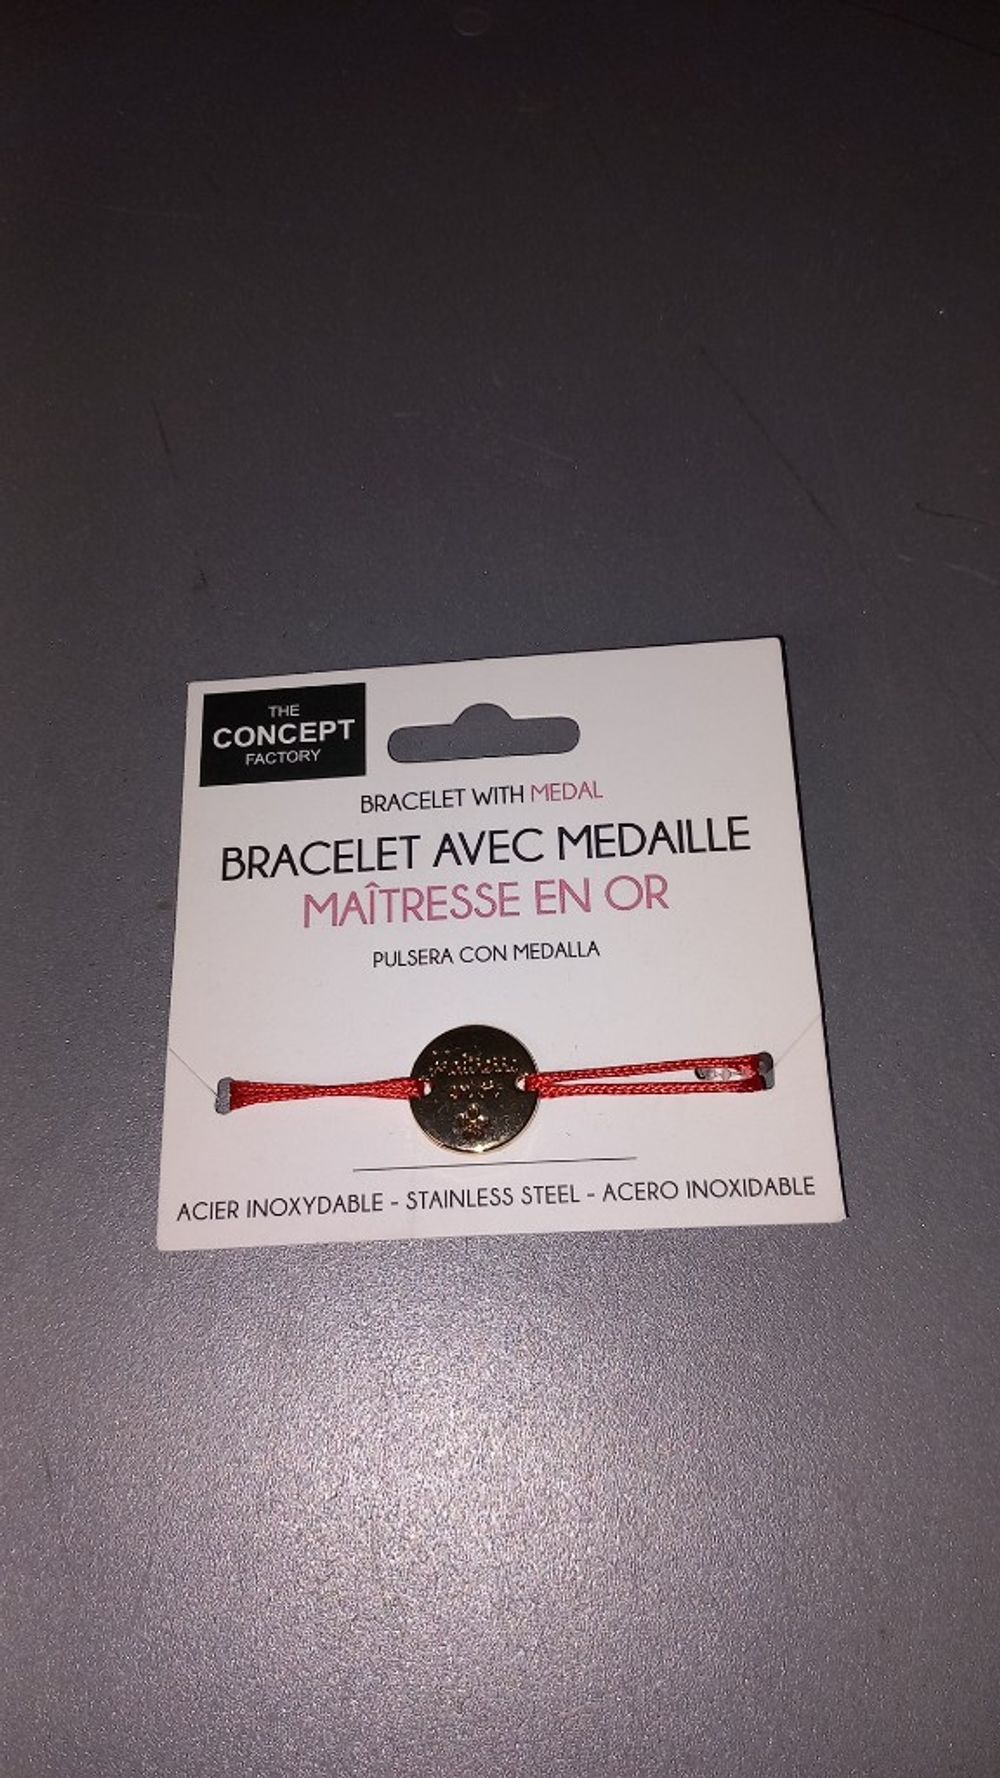 THE
CONCEPT
FACTORY
BRACELET WITH MEDAL
BRACELET AVEC MEDAILLE
MAÎTRESSE EN OR
PULSERA CON MEDALLA
ACIER INOXYDABLE - STAINLESS STEEL - ACERO INOXIDABLE